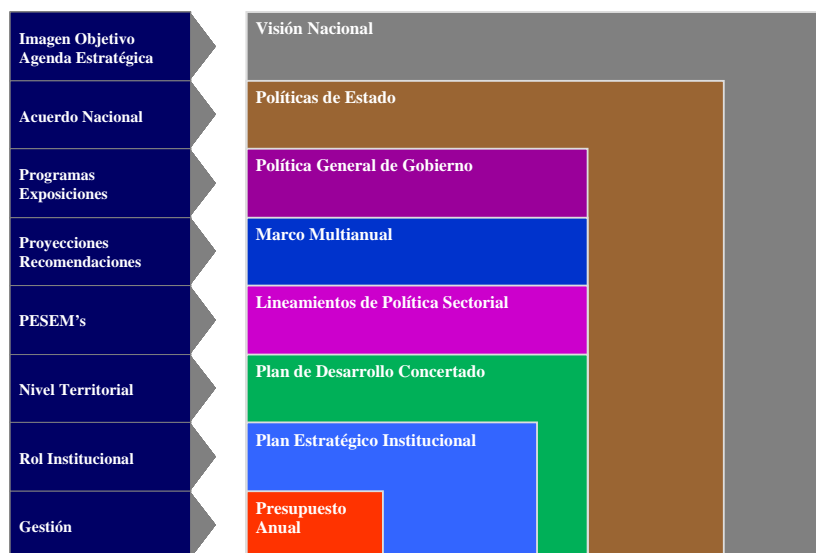 Imagen Objetivo
Agenda Estratégica
Visión Nacional
Acuerdo Nacional
Políticas de Estado
Programas
Exposiciones
Política General de Gobierno
Proyecciones
Recomendaciones
Marco Multianual
PESEM’s
Lineamientos de Política Sectorial
Nivel Territorial
Plan de Desarrollo Concertado
Rol Institucional
Plan Estratégico Institucional
Gestión
Presupuesto
Anual